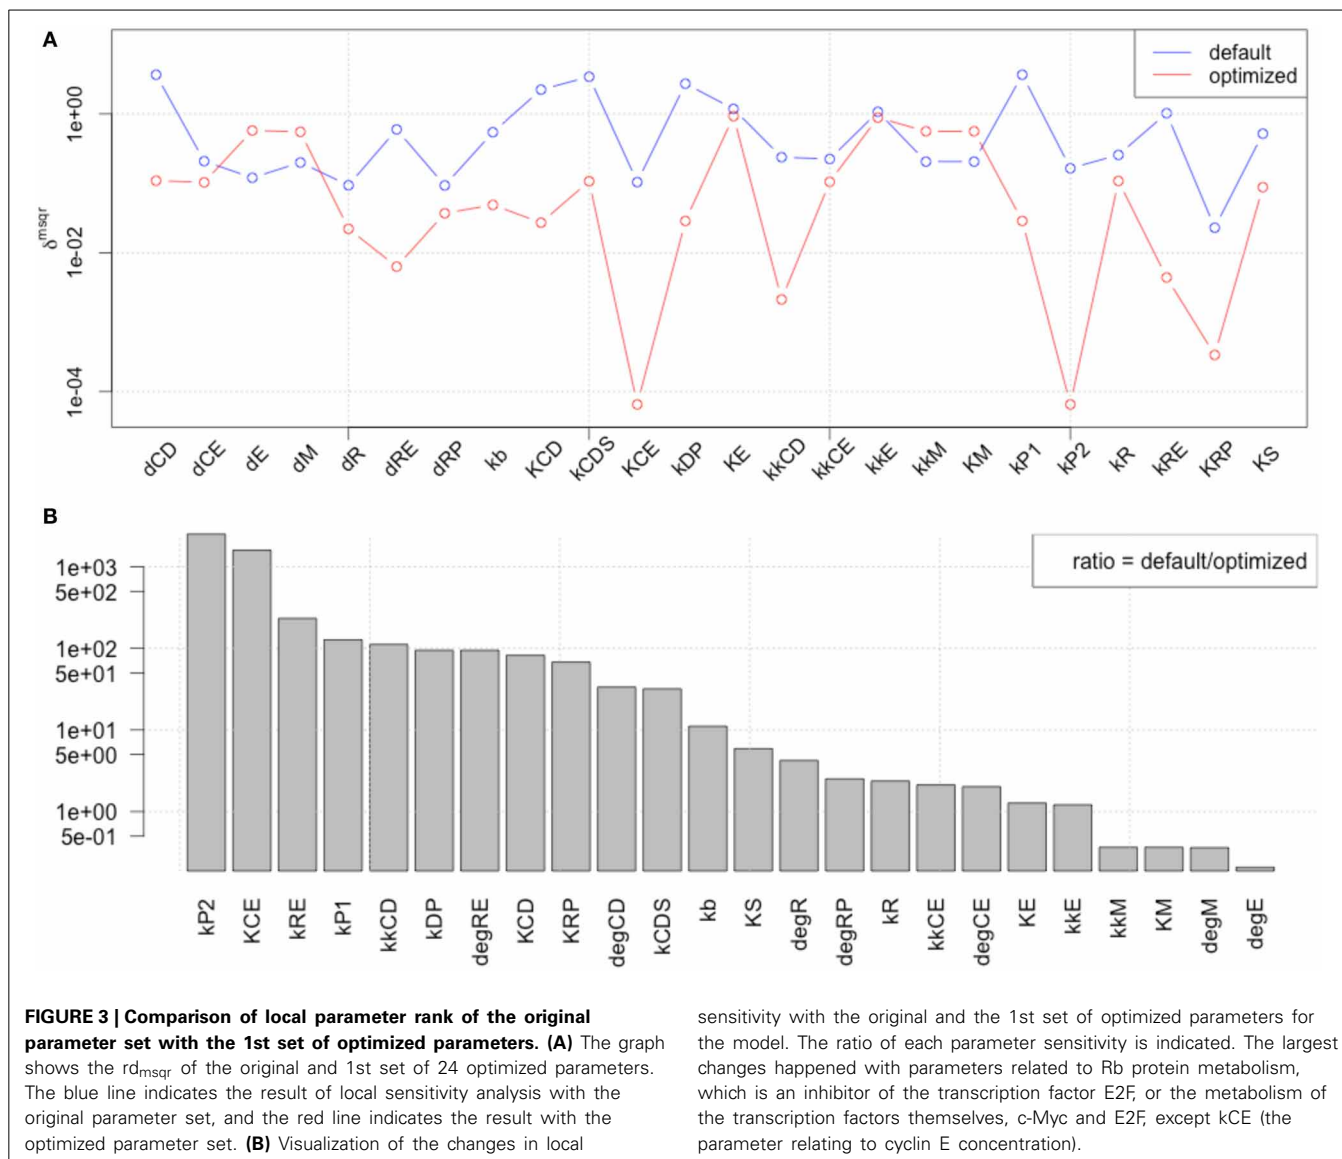 A
default
optimized
δmsqr
1e+00
1e-02
1e-04
dCD dCE dE dM dR dRE dRP kb KCD kCDS KCE kDP KE kkCD kkCE kkE kkM KM kP1 kP2 kR kRE KRP KS
B
ratio = default/optimized
1e+03
5e+02
1e+02
5e+01
1e+01
5e+00
1e+00
5e-01
kP2 KCE kRE kP1 kkCD kDP degRE KCD KRP degCD kCDS kb KS degR degRP kR kkCE degCE KE kkE kkM KM degM degE
FIGURE 3 | Comparison of local parameter rank of the original
parameter set with the 1st set of optimized parameters. (A) The graph
shows the rdmsqr of the original and 1st set of 24 optimized parameters.
The blue line indicates the result of local sensitivity analysis with the
original parameter set, and the red line indicates the result with the
optimized parameter set. (B) Visualization of the changes in local
sensitivity with the original and the 1st set of optimized parameters for
the model. The ratio of each parameter sensitivity is indicated. The largest
changes happened with parameters related to Rb protein metabolism,
which is an inhibitor of the transcription factor E2F, or the metabolism of
the transcription factors themselves, c-Myc and E2F, except kCE (the
parameter relating to cyclin E concentration).